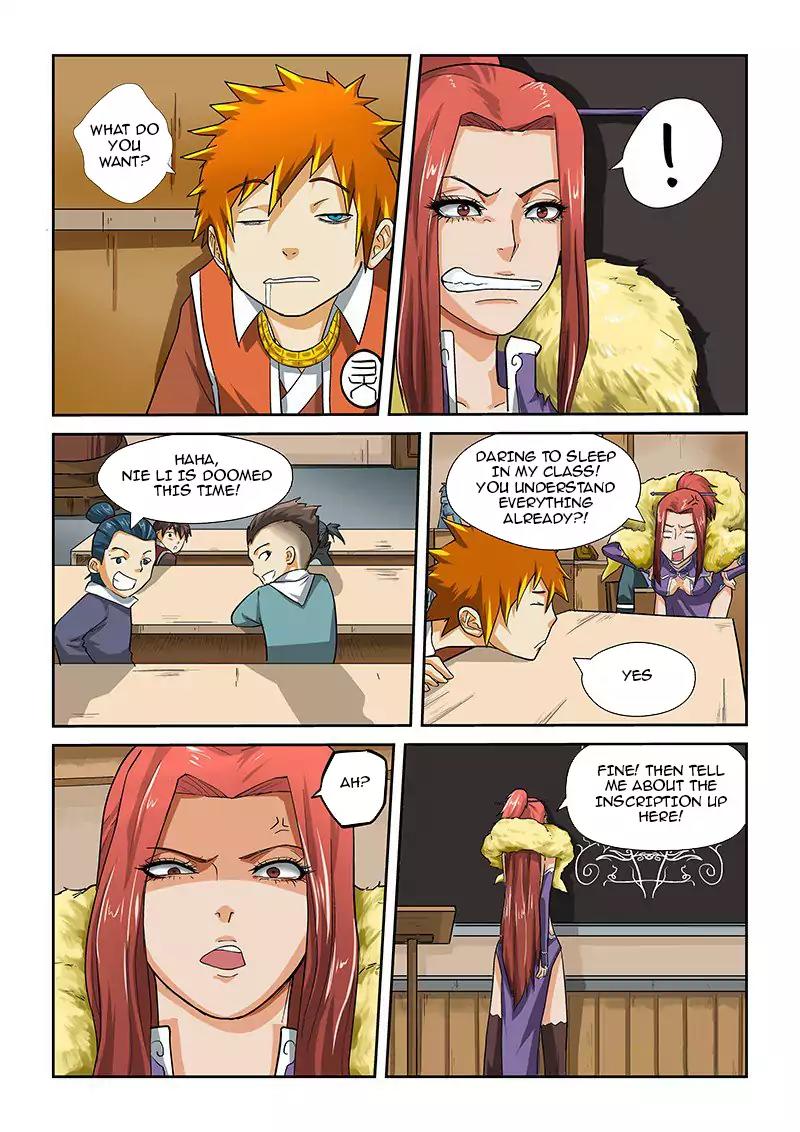 WHAT DO
YOU
WANT?
!
HAHA,
NIE LI IS DOOMED
THIS TIME!
DARING TO SLEEP
IN MY CLASS!
YOU UNDERSTAND
EVERYTHING
ALREADY?!
YES
AH?
FINE! THEN TELL
ME ABOUT THE
INSCRIPTION UP
HERE!